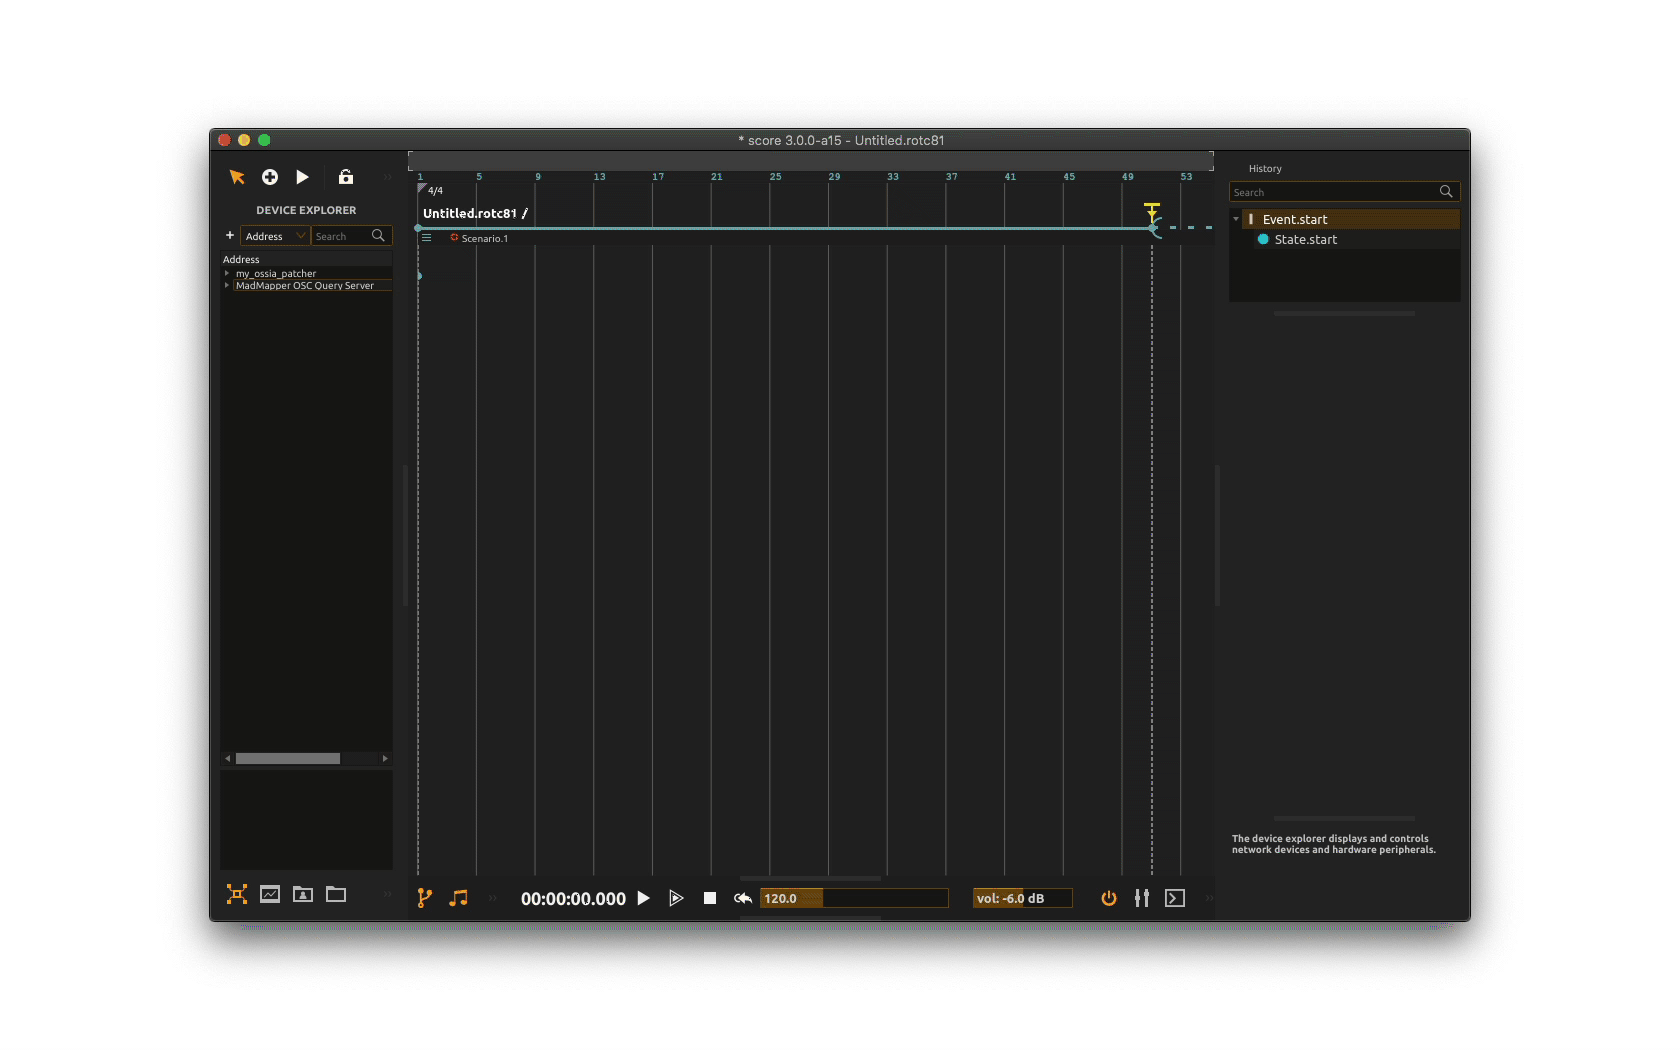 * score 3.0.0-a15 - Untitled.rotc81
DEVICE EXPLORER
Address
Search
Address
my_ossia_patcher
MadMapper OSC Query Server
1 5 9 13 17 21 25 29 33 37 41 45 49 53
4/4
Untitled.rotc81 /
Scenario.1
History
Search
Event.start
State.start
The device explorer displays and controls
network devices and hardware peripherals.
00:00:00.000
120.0
vol: -6.0 dB